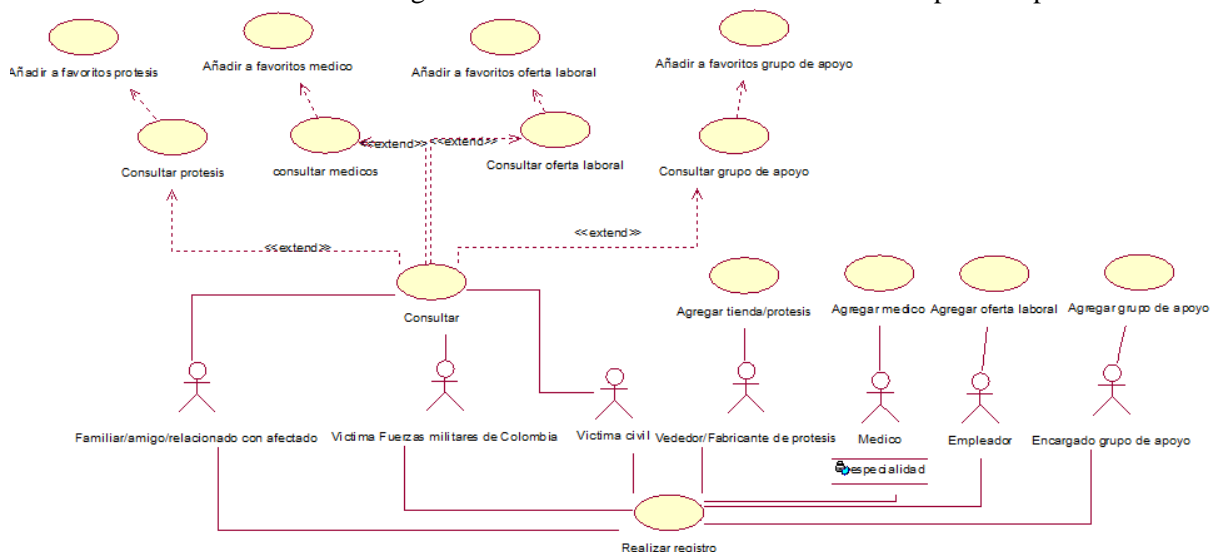 Añadir a favoritos protesis
Añadir a favoritos medico
Añadir a favoritos oferta laboral
Añadir a favoritos grupo de apoyo
Consultar protesis
consultar medicos
<<extend>>
<<extend>>
Consultar oferta laboral
Consultar grupo de apoyo
<<extend>>
<<extend>>
Consultar
Agregar tienda/protesis
Agregar medico
Agregar oferta laboral
Agregar grupo de apoyo
Familiar/amigo/relacionado con afectado
Victima Fuerzas militares de Colombia
Victima civil
Vededor/Fabricante de protesis
Medico
Empleador
Encargado grupo de apoyo
especialidad
Realizar registro